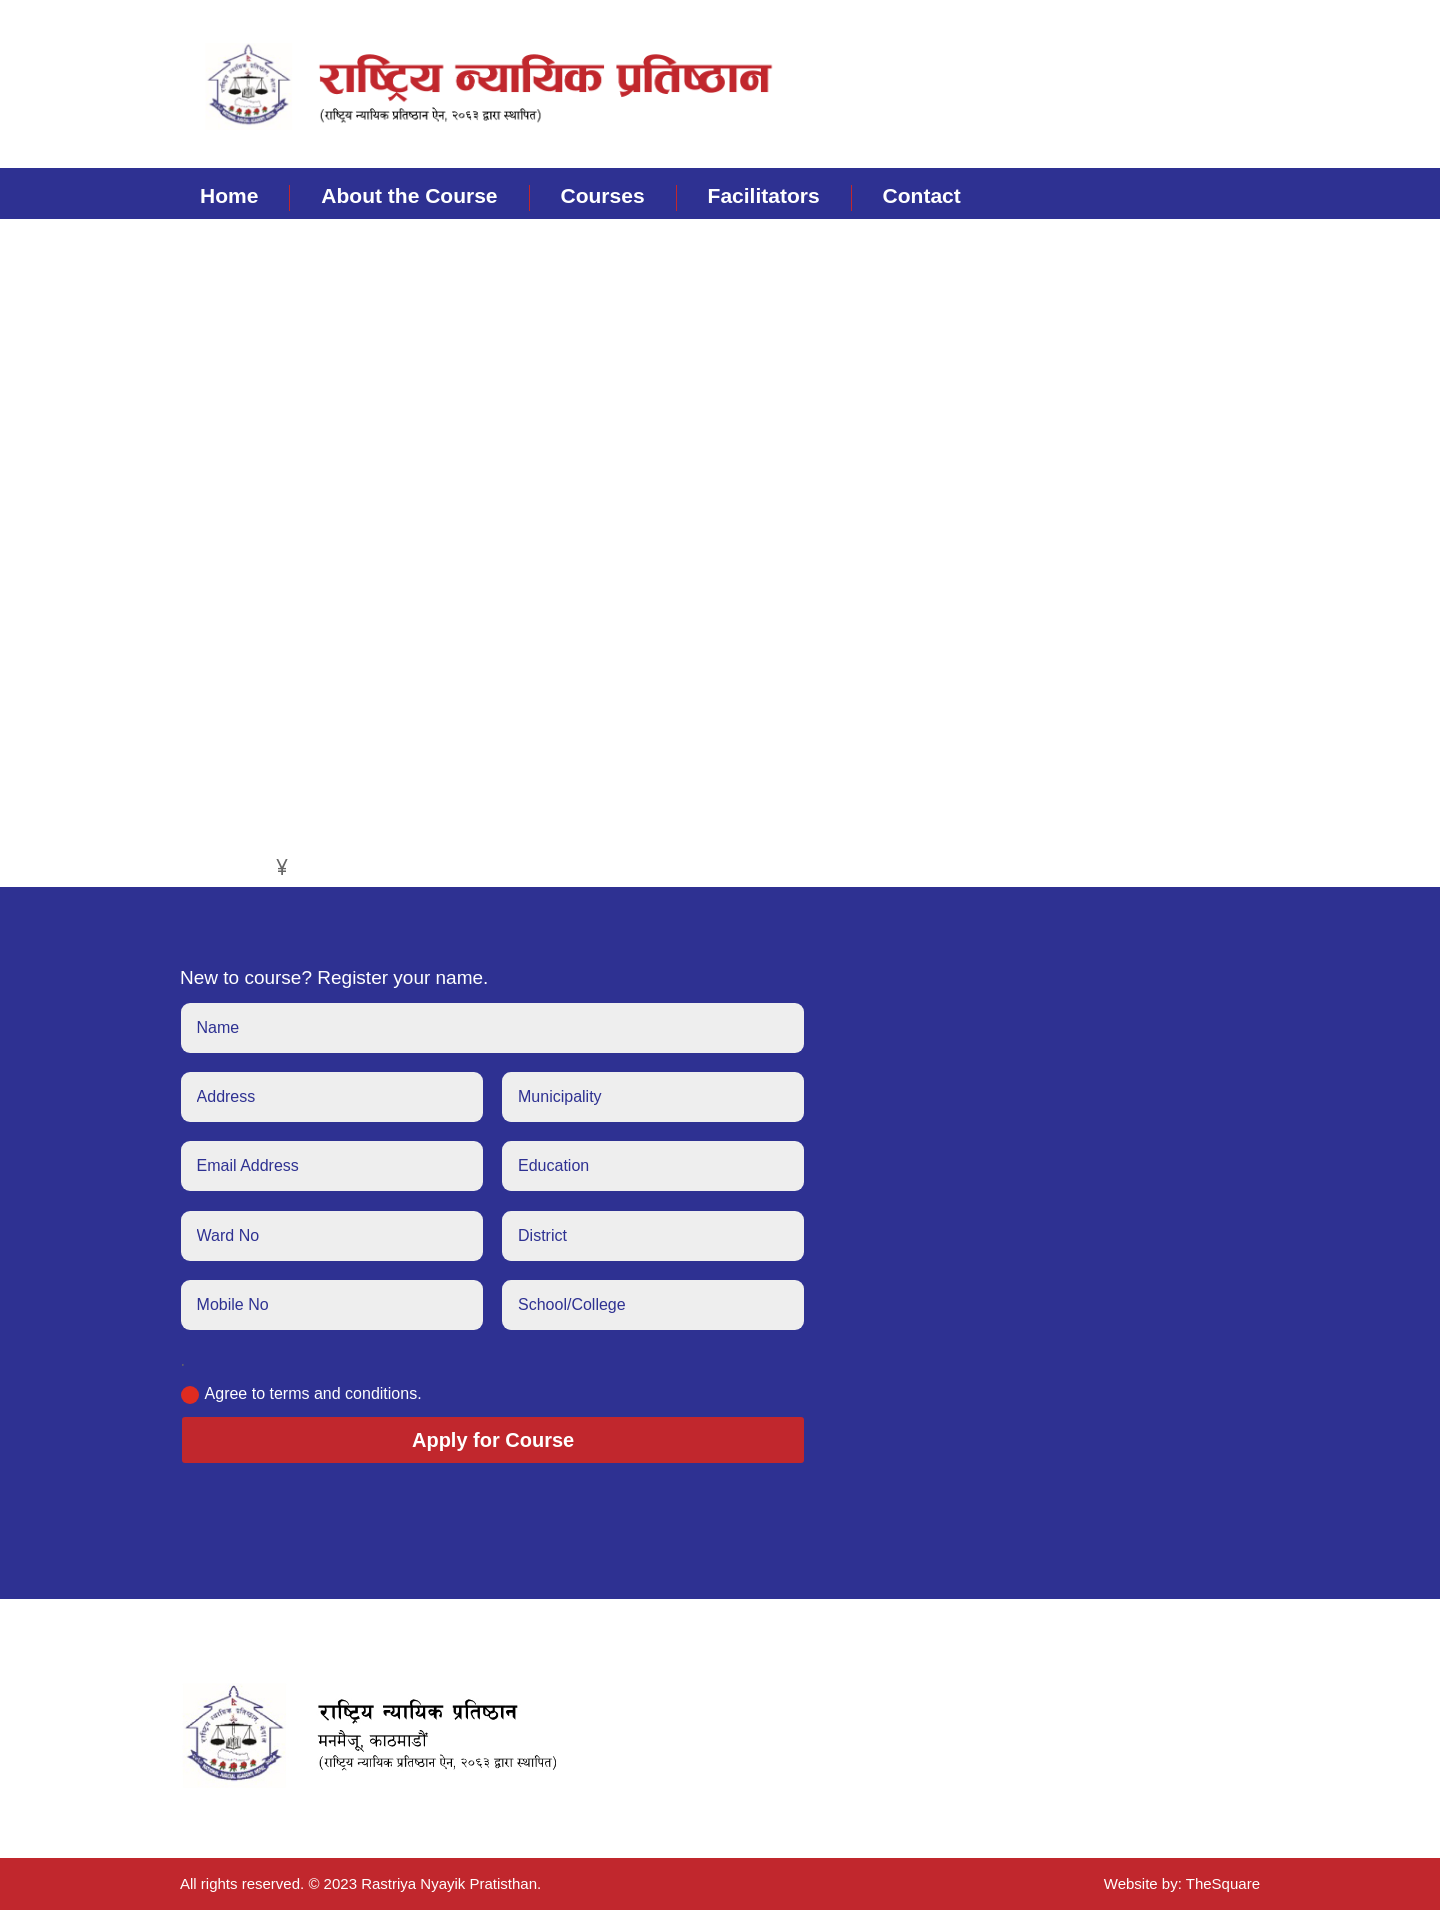 राष्ट्रिय न्यायिक प्रतिष्ठान
(राष्ट्रिय न्यायिक प्रतिष्ठान ऐन, २०६३ द्वारा स्थापित)
Home About the Course Courses Facilitators Contact
¥
New to course? Register your name.
Name
Address Municipality
Email Address Education
Ward No District
Mobile No School/College
Agree to terms and conditions.
Apply for Course
राष्ट्रिय न्यायिक प्रतिष्ठान
मनमैजू, काठमाडौं
(राष्ट्रिय न्यायिक प्रतिष्ठान ऐन, २०६३ द्वारा स्थापित)
All rights reserved. © 2023 Rastriya Nyayik Pratisthan. Website by: TheSquare